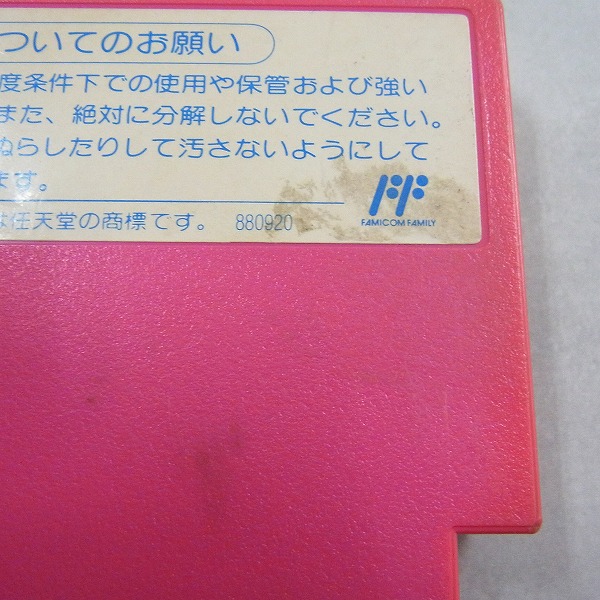 ついてのお願い
度条件下での使用や保管および強い
また、絶対に分解しないでください。
ぬらしたりして汚さないようにして
ます。
は任天堂の商標です。 880920
FAMICOM FAMILY